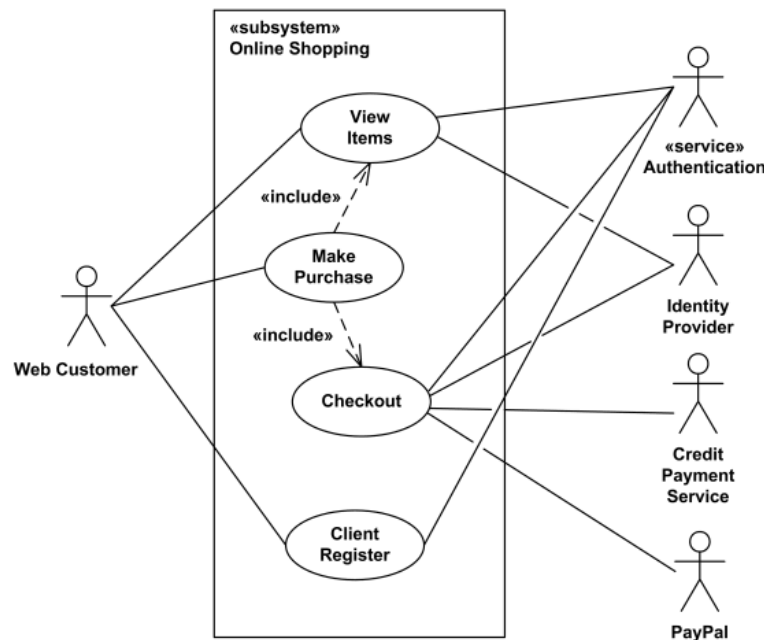 «subsystem»
Online Shopping
View
Items
«service»
Authentication
«include»
Make
Purchase
Identity
Provider
«include»
Web Customer
Checkout
Credit
Payment
Service
Client
Register
PayPal